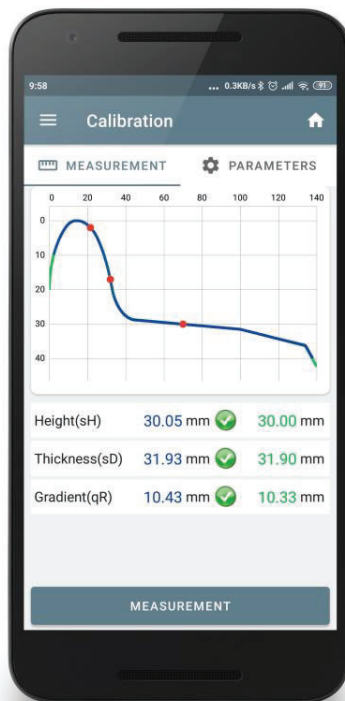 9:58 ... 0.3KB/s 91
Calibration
MEASUREMENT PARAMETERS
0 20 40 60 80 100 120 140
0
10
20
30
40
Height(sH) 30.05 mm 30.00 mm
Thickness(sD) 31.93 mm 31.90 mm
Gradient(qR) 10.43 mm 10.33 mm
MEASUREMENT